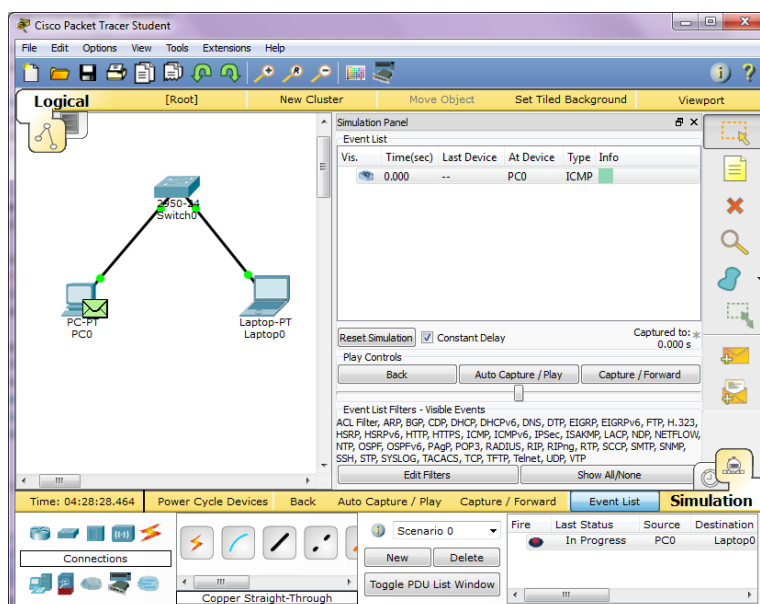 Cisco Packet Tracer Student
File Edit Options View Tools Extensions Help
Logical [Root] New Cluster Move Object Set Tiled Background Viewport
Simulation Panel
Event List
Vis. Time(sec) Last Device At Device Type Info
0.000 -- PC0 ICMP
2950-24
Switch0
PC-PT
PC0
Laptop-PT
Laptop0
Reset Simulation Constant Delay
Captured to: *
0.000 s
Play Controls
Back Auto Capture / Play Capture / Forward
Event List Filters - Visible Events
ACL Filter, ARP, BGP, CDP, DHCP, DHCPv6, DNS, DTP, EIGRP, EIGRPv6, FTP, H.323,
HSRP, HSRPv6, HTTP, HTTPS, ICMP, ICMPv6, IPSec, ISAKMP, LACP, NDP, NETFLOW,
NTP, OSPF, OSPFv6, PAgP, POP3, RADIUS, RIP, RIPng, RTP, SCCP, SMTP, SNMP,
SSH, STP, SYSLOG, TACACS, TCP, TFTP, Telnet, UDP, VTP
Edit Filters Show All/None
Time: 04:28:28.464 Power Cycle Devices Back Auto Capture / Play Capture / Forward Event List Simulation
Connections
Copper Straight-Through
Scenario 0
New Delete
Toggle PDU List Window
Fire Last Status Source Destination
In Progress PC0 Laptop0